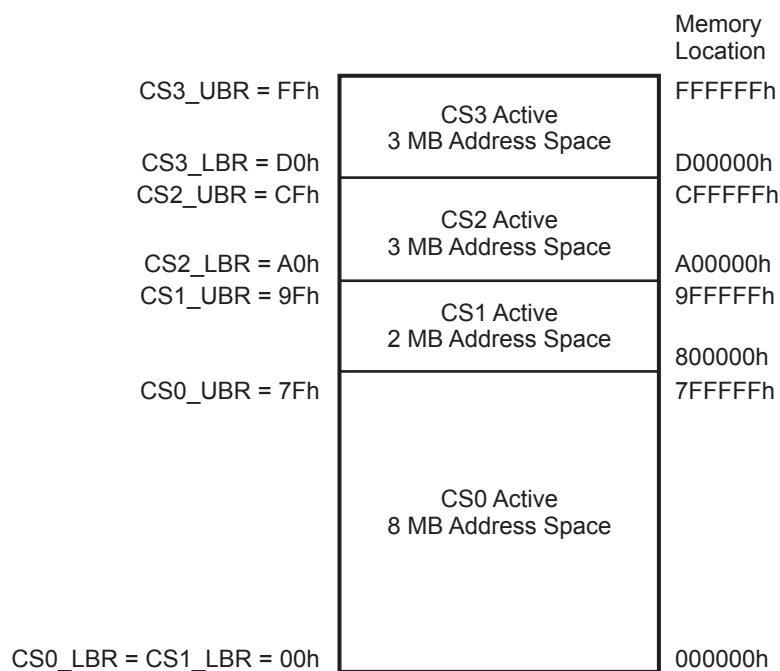 Memory
Location
CS3_UBR = FFh
FFFFFFh
CS3 Active
3 MB Address Space
CS3_LBR = D0h
D00000h
CS2_UBR = CFh
CFFFFFh
CS2 Active
3 MB Address Space
CS2_LBR = A0h
A00000h
CS1_UBR = 9Fh
9FFFFFh
CS1 Active
2 MB Address Space
800000h
CS0_UBR = 7Fh
7FFFFFh
CS0 Active
8 MB Address Space
CS0_LBR = CS1_LBR = 00h
000000h